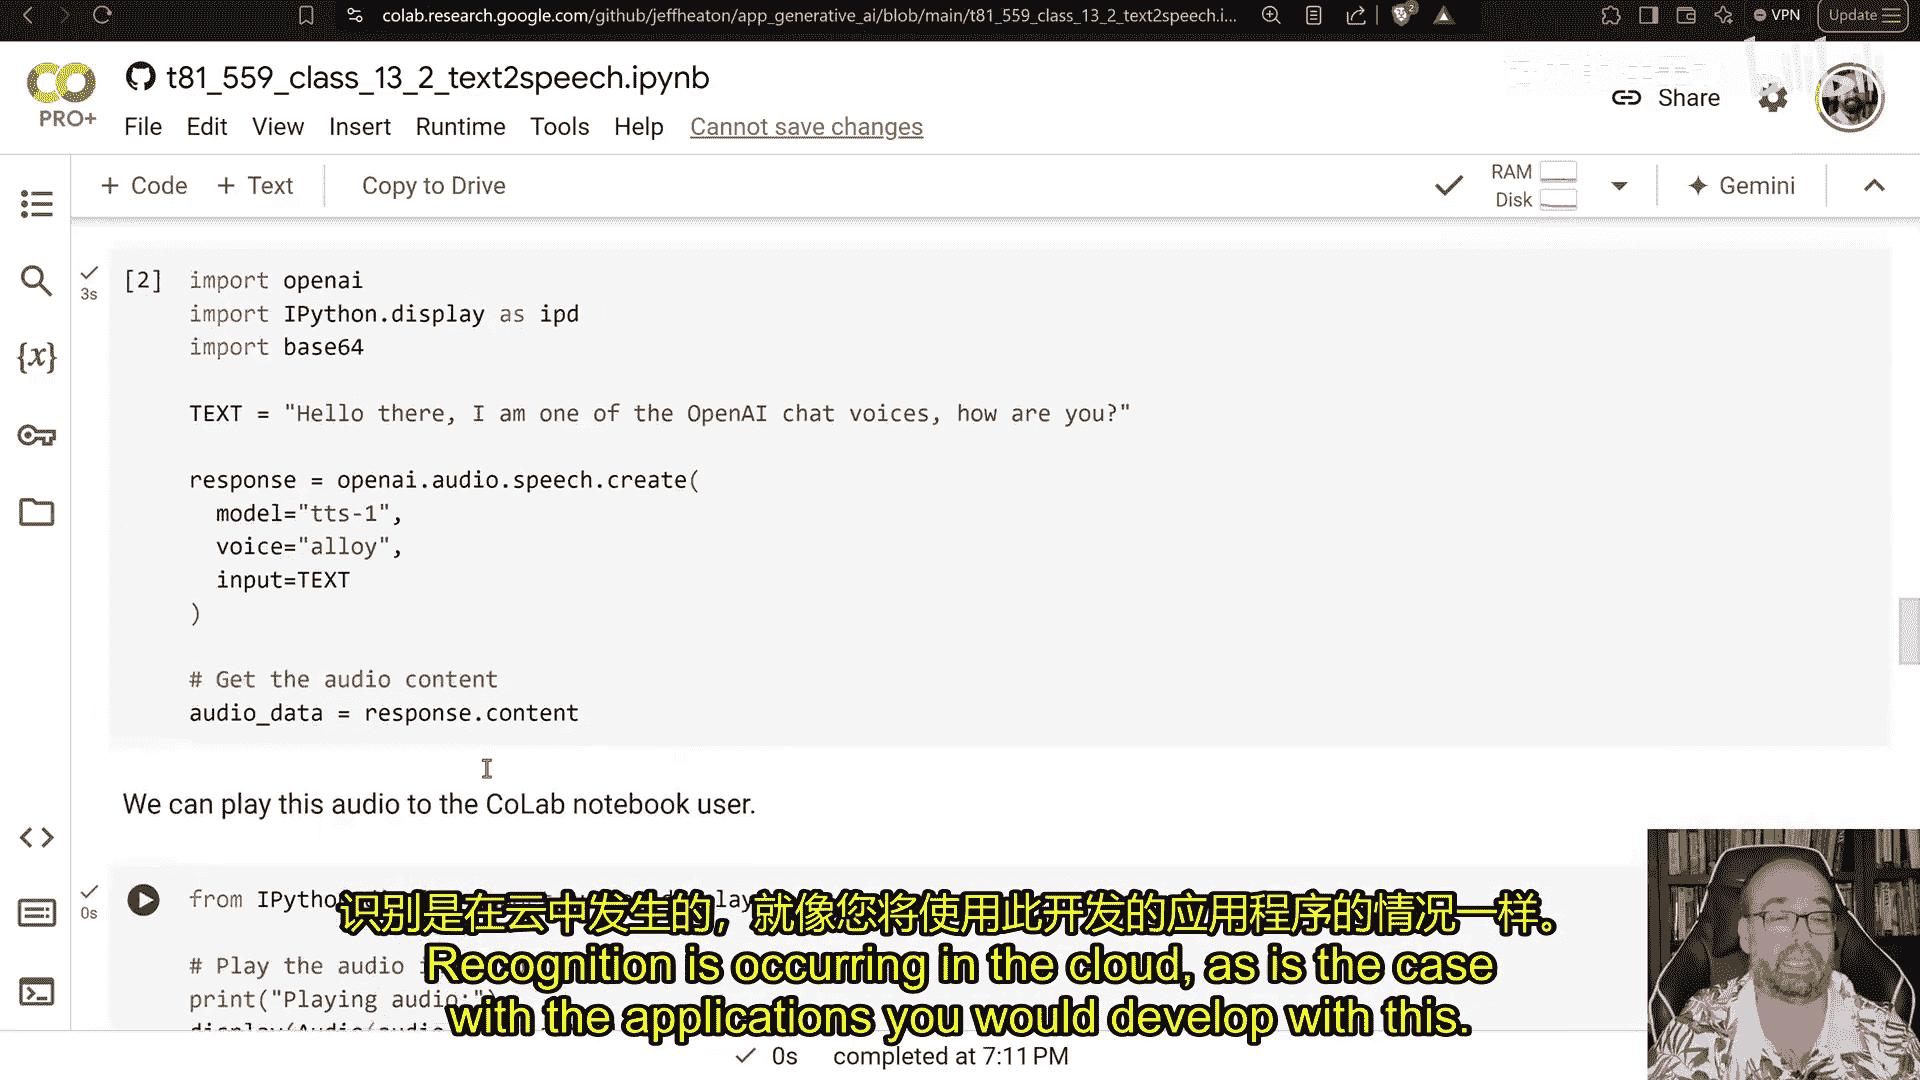 colab.research.google.com/github/jeffheaton/app_generative_ai/blob/main/t81_559_class_13_2_text2speech.i...
2
VPN
Update
CO
PRO+
t81_559_class_13_2_text2speech.ipynb
Share
File Edit View Insert Runtime Tools Help Cannot save changes
+ Code + Text Copy to Drive
RAM
Disk
Gemini
{x}
3s
[2]
import openai
import IPython.display as ipd
import base64
TEXT = "Hello there, I am one of the OpenAI chat voices, how are you?"
response = openai.audio.speech.create(
model="tts-1",
voice="alloy",
input=TEXT
)
# Get the audio content
audio_data = response.content
We can play this audio to the CoLab notebook user.
0s
from IPytho
# Play the audio
print("Playing audio:")
display(Audio(audio
识别是在云中发生的，就像您将使用此开发的应用程序的情况一样。
Recognition is occurring in the cloud, as is the case
with the applications you would develop with this.
0s completed at 7:11 PM